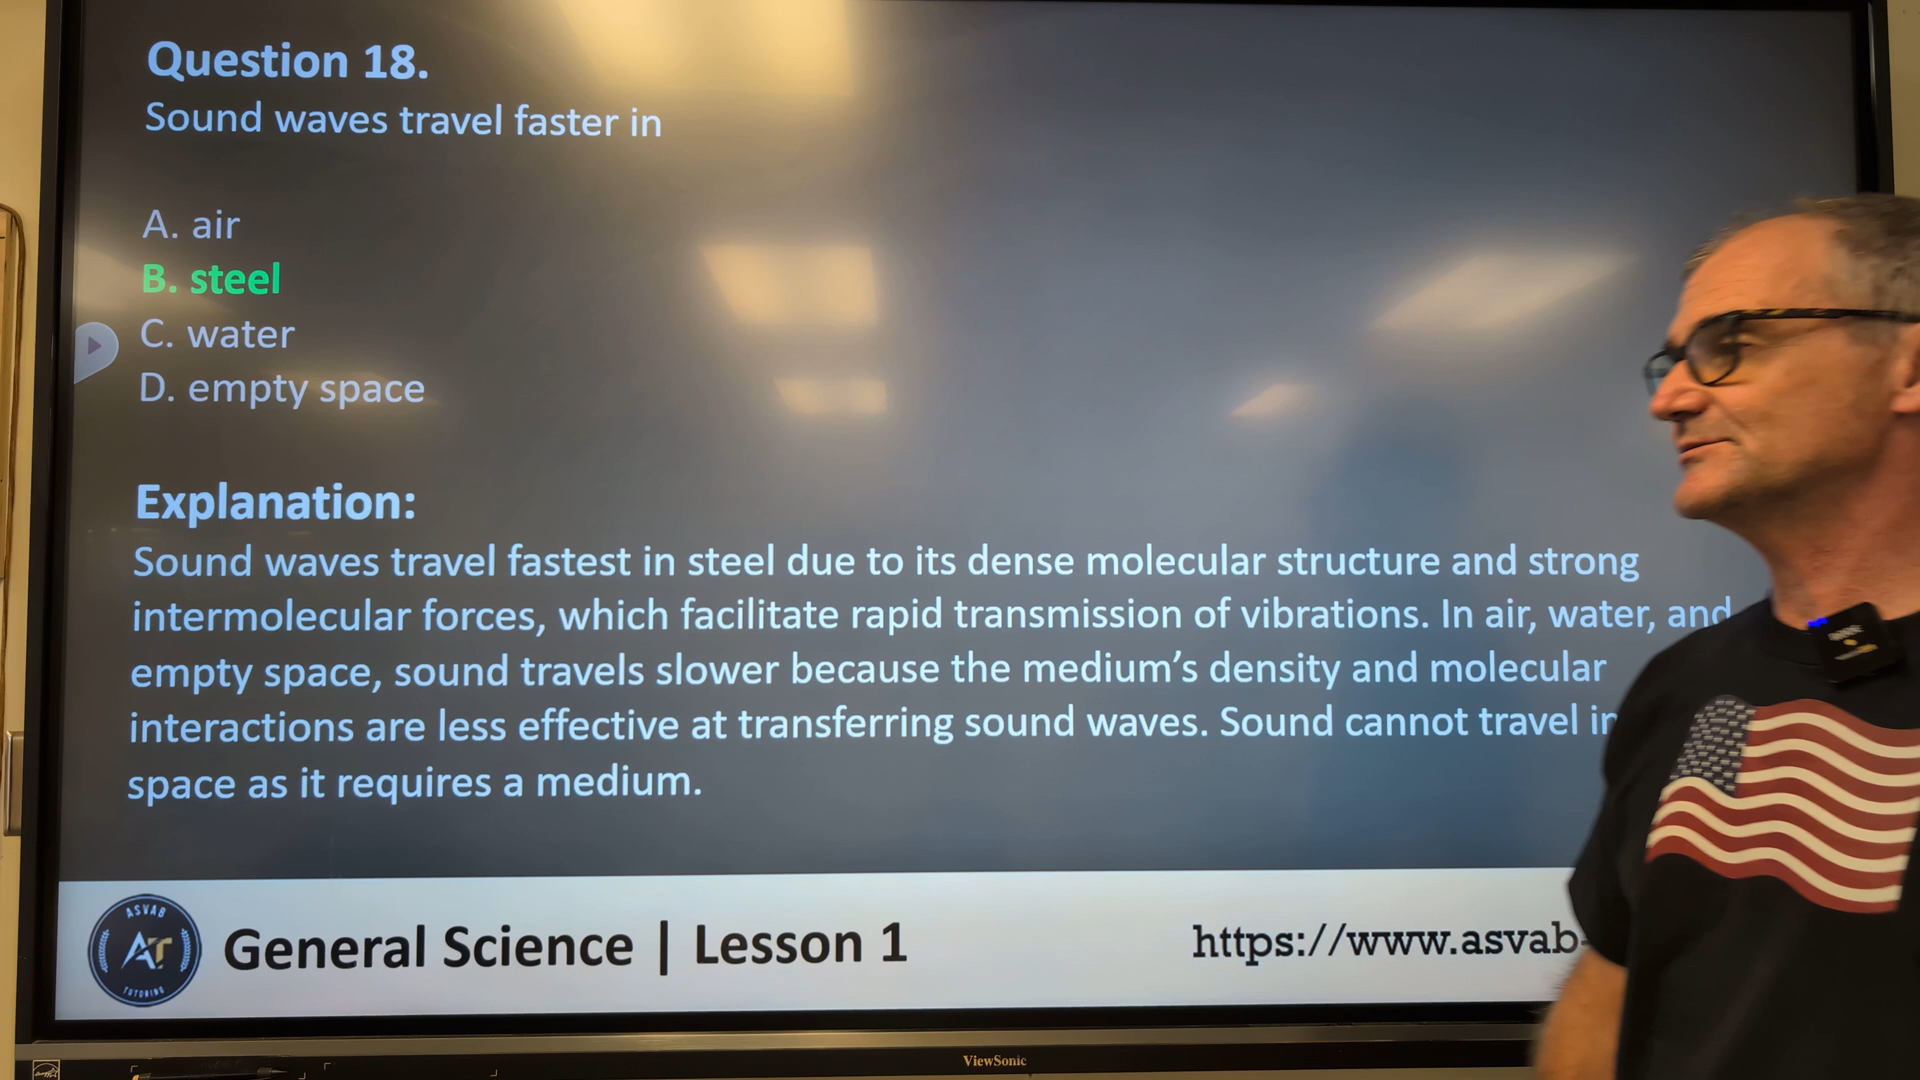 Question 18.
Sound waves travel faster in
A. air
B. steel
C. water
D. empty space
Explanation:
Sound waves travel fastest in steel due to its dense molecular structure and strong
intermolecular forces, which facilitate rapid transmission of vibrations. In air, water, and
empty space, sound travels slower because the medium's density and molecular
interactions are less effective at transferring sound waves. Sound cannot travel in
space as it requires a medium.
ASVAB
AT
TUTORING
General Science | Lesson 1
https://www.asvab-
ViewSonic